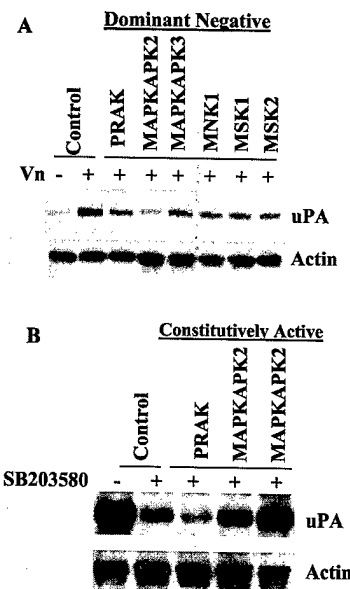 A
Dominant Negative
Control
PRAK
MAPKAPK2
MAPKAPK3
MNK1
MSK1
MSK2
Vn - + + + + + + +
uPA
Actin
B
Constitutively Active
Control
PRAK
MAPKAPK2
MAPKAPK2
SB203580 - + + + +
uPA
Actin